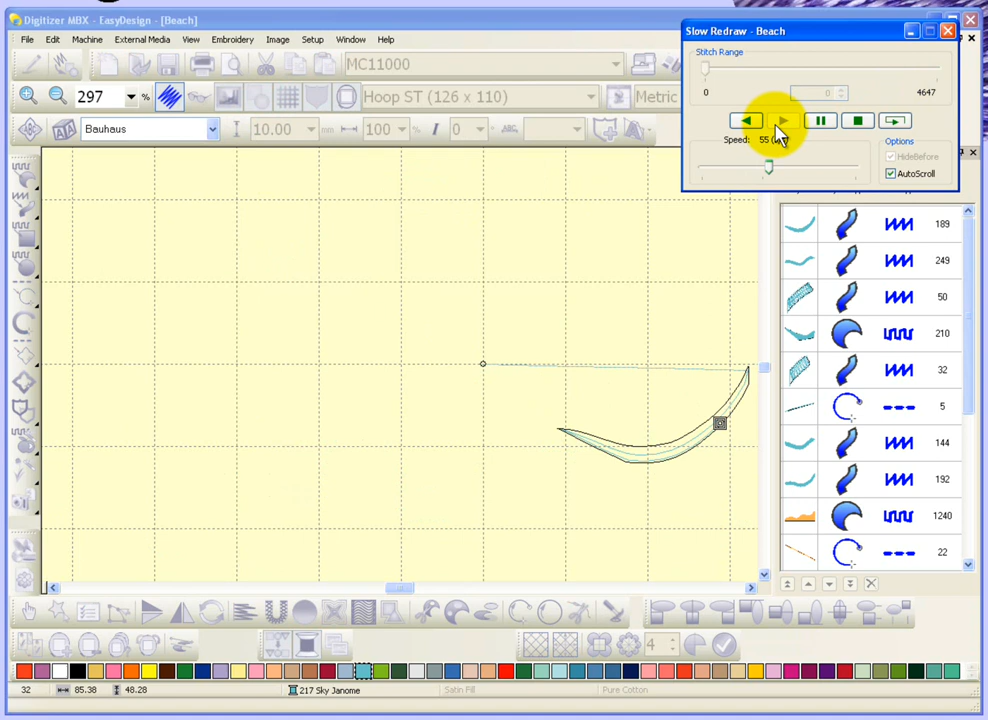 Digitizer MBX - EasyDesign - [Beach]
File Edit Machine External Media View Embroidery Image Setup Window Help
MC11000
297 % Hoop ST (126 x 110) Metric
Bauhaus 10.00 100 % I 0 ABC
Slow Redraw - Beach
Stitch Range
0 0 4647
Speed: 55
Options
HideBefore
AutoScroll
189
249
50
210
32
5
144
192
1240
22
4
32 85.38 48.28 217 Sky Janome Satin Fill Pure Cotton